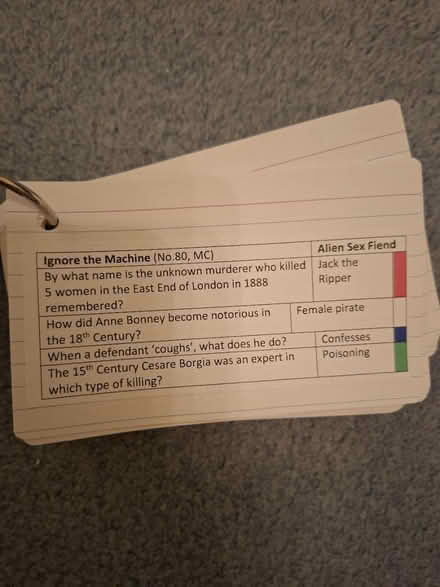 Ignore the Machine (No.80, MC) Alien Sex Fiend
By what name is the unknown murderer who killed Jack the
5 women in the East End of London in 1888 Ripper
remembered?
How did Anne Bonney become notorious in Female pirate
the 18th Century?
When a defendant ‘coughs’, what does he do? Confesses
The 15th Century Cesare Borgia was an expert in Poisoning
which type of killing?